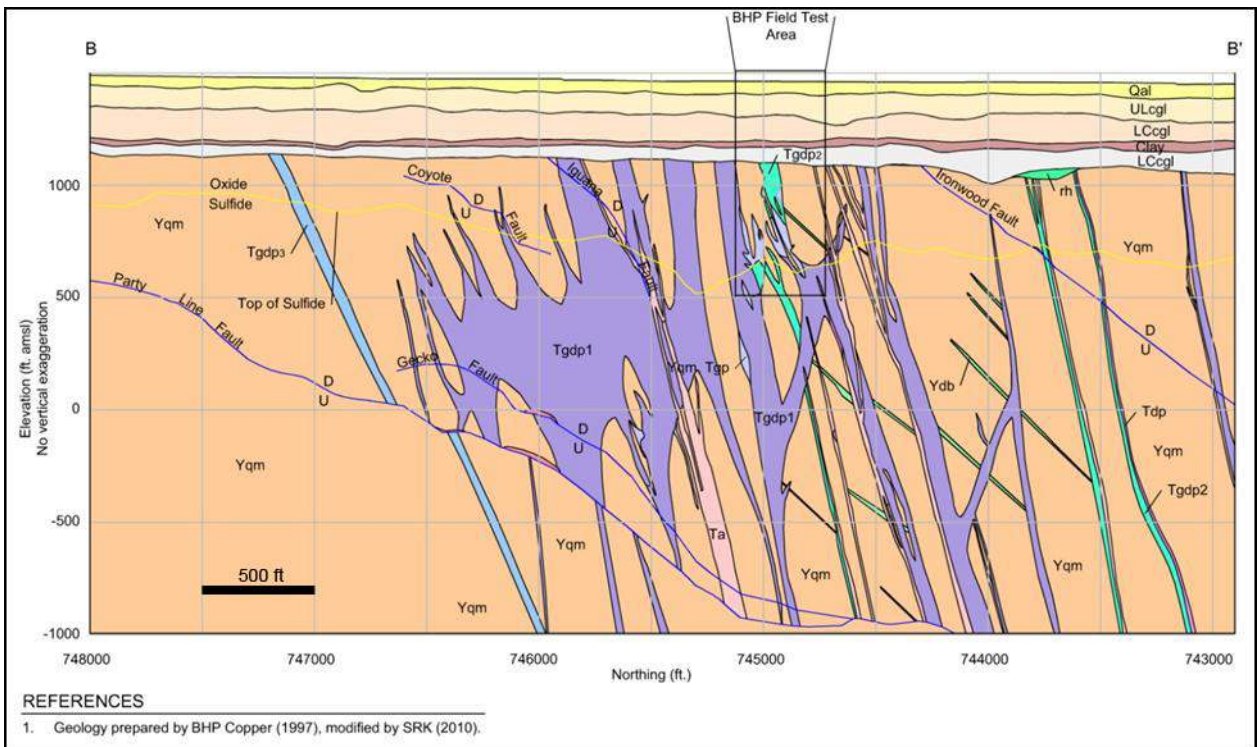 BHP Field Test
Area
B
B'
Qal
ULcgl
LCcgl
Clay
LCcgl
Tgdp2
rh
1000
Oxide
Sulfide
Coyote
D
U
Fault
Iguana
D
U
Fault
Ironwood Fault
Yqm
Tgdp3
Yqm
Party
Line
Fault
Top of Sulfide
500
Gecko
Fault
Tgdp1
Yqm
Tgp
Ydb
D
U
D
U
0
Tgdp1
Tdp
D
U
Yqm
Yqm
Tgdp2
-500
Yqm
Ta
Yqm
Yqm
500 ft
Yqm
-1000
Elevation (ft. amsl)
No vertical exaggeration
748000
747000
746000
745000
744000
743000
Northing (ft.)
REFERENCES
1. Geology prepared by BHP Copper (1997), modified by SRK (2010).